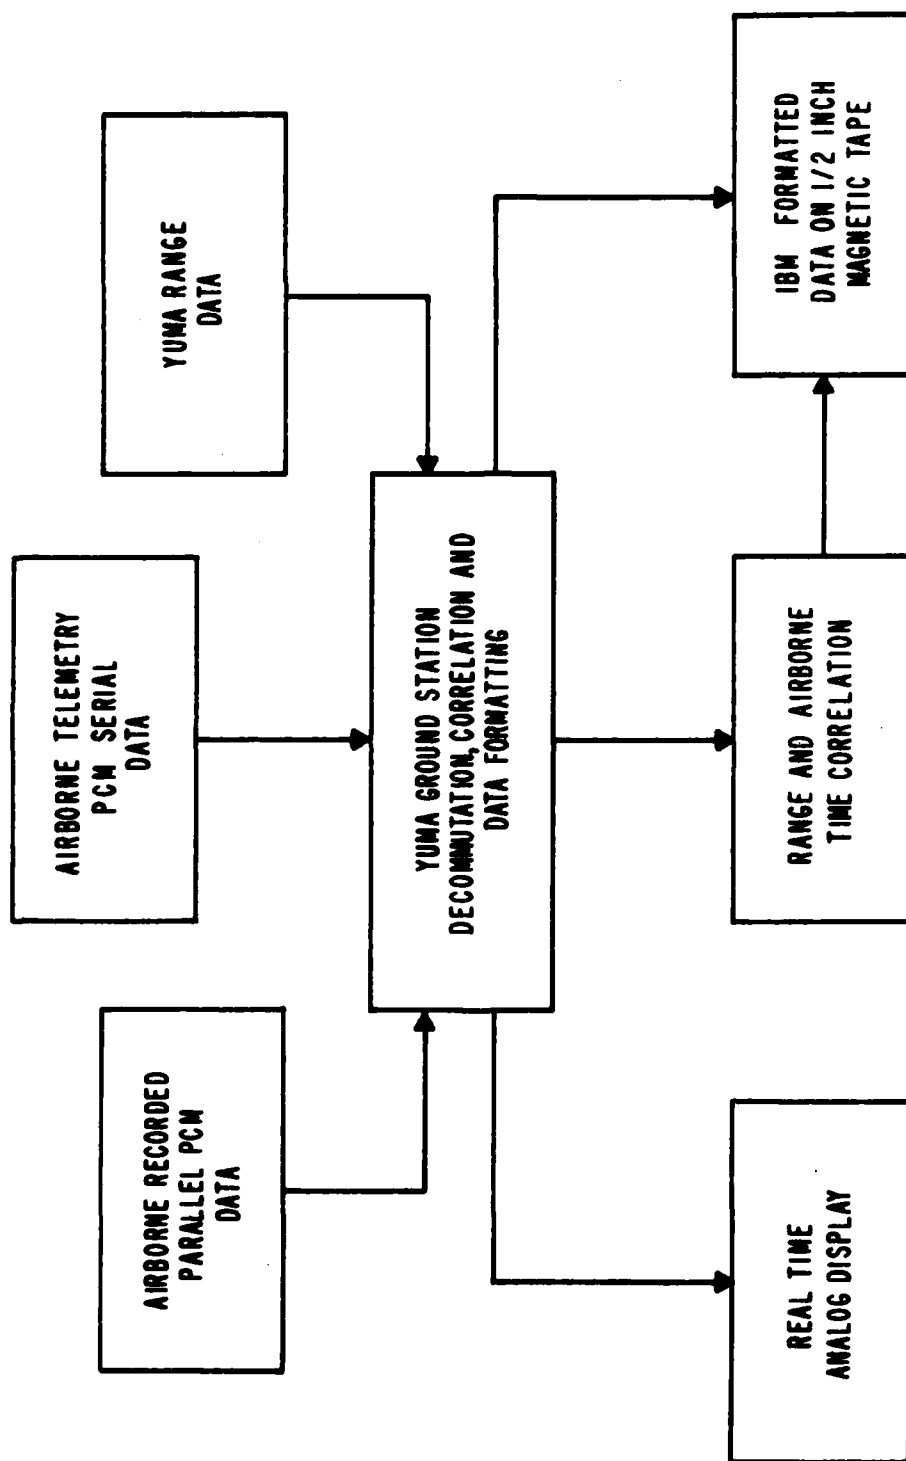 AIRBORNE RECORDED
PARALLEL PCM
DATA
AIRBORNE TELEMETRY
PCM SERIAL
DATA
YUMA RANGE
DATA
YUMA GROUND STATION
DECOMMUTATION, CORRELATION AND
DATA FORMATTING
REAL TIME
ANALOG DISPLAY
RANGE AND AIRBORNE
TIME CORRELATION
IBM FORMATTED
DATA ON 1/2 INCH
MAGNETIC TAPE